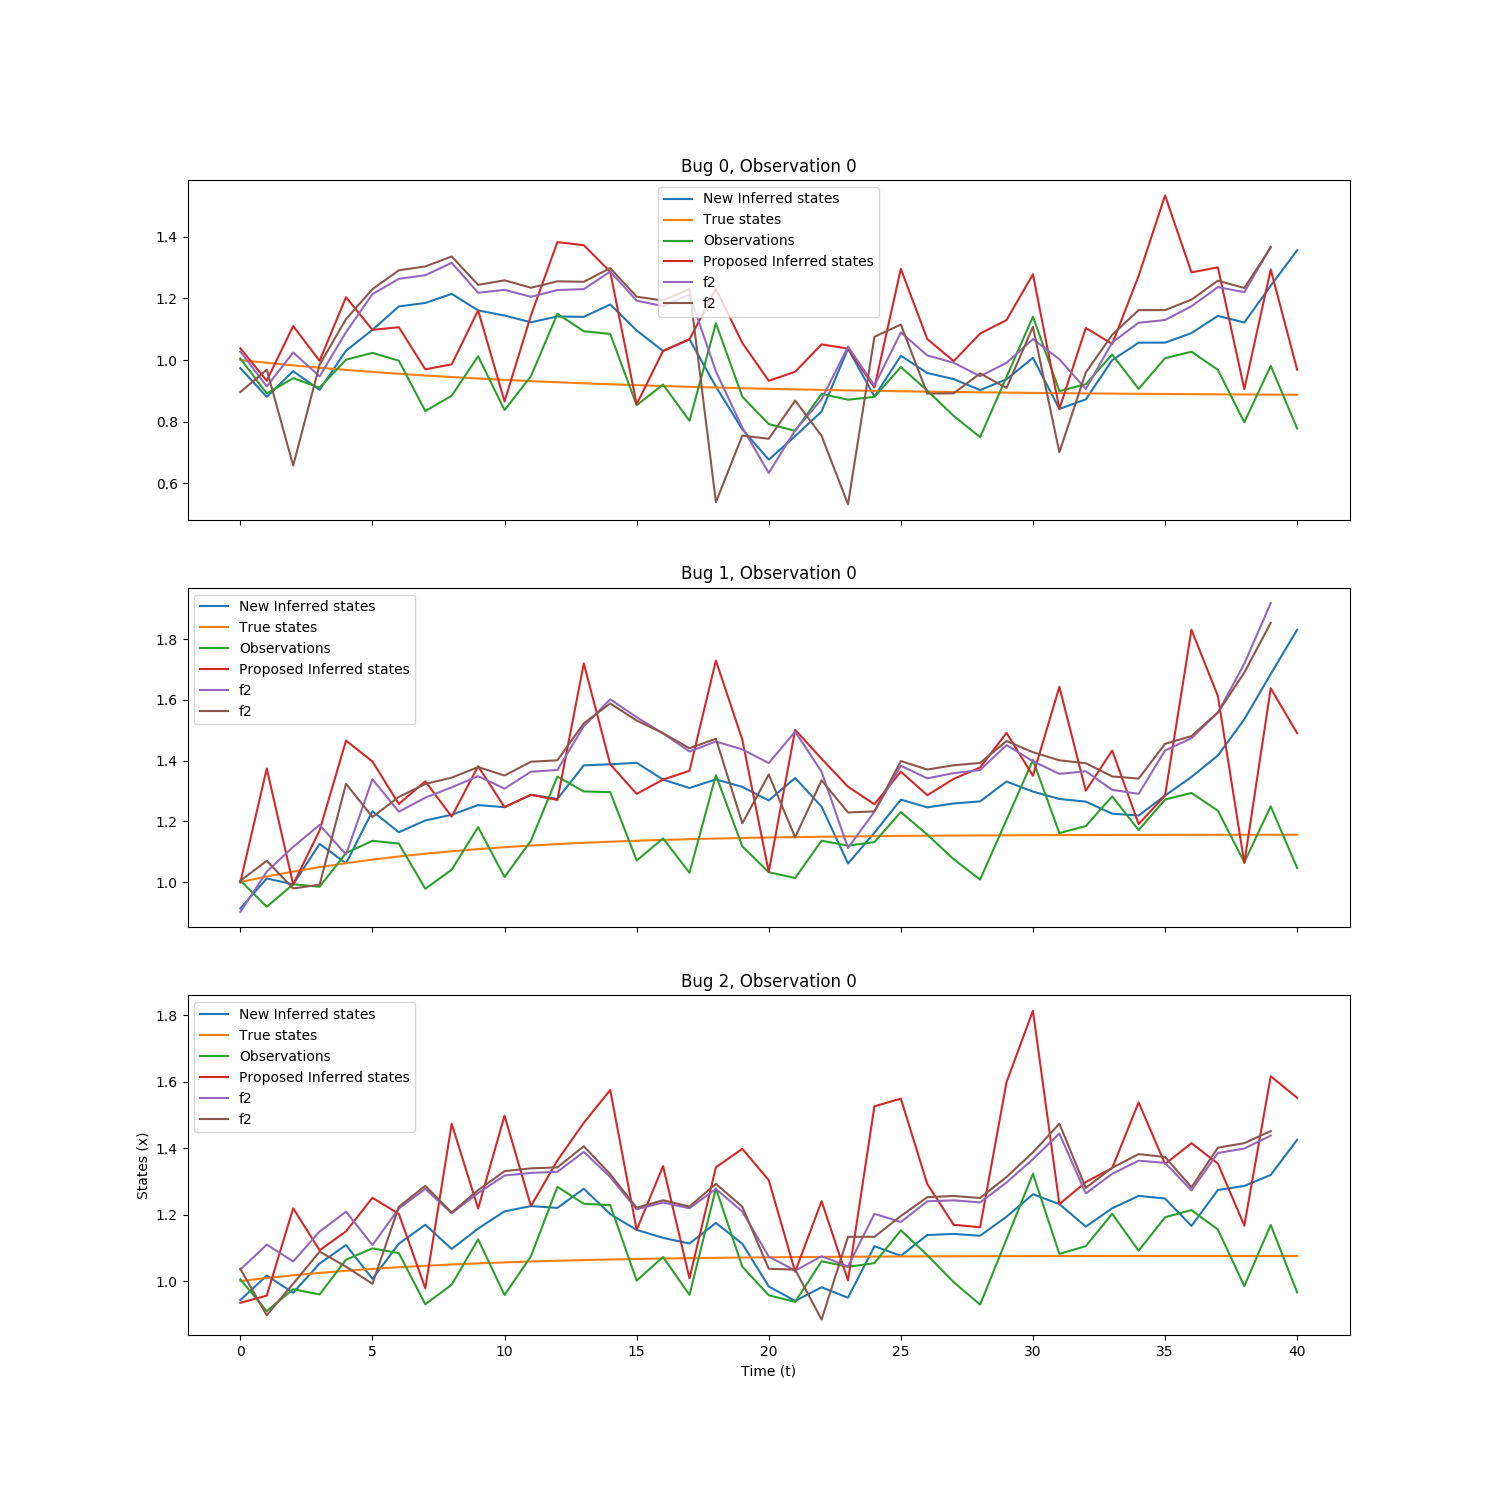 Bug 0, Observation 0
New Inferred states
True states
Observations
Proposed Inferred states
f2
f2
1.4
1.2
1.0
0.8
0.6
Bug 1, Observation 0
New Inferred states
True states
Observations
Proposed Inferred states
f2
f2
1.8
1.6
1.4
1.2
1.0
Bug 2, Observation 0
New Inferred states
True states
Observations
Proposed Inferred states
f2
f2
1.8
1.6
1.4
1.2
1.0
States (x)
0 5 10 15 20 25 30 35 40
Time (t)